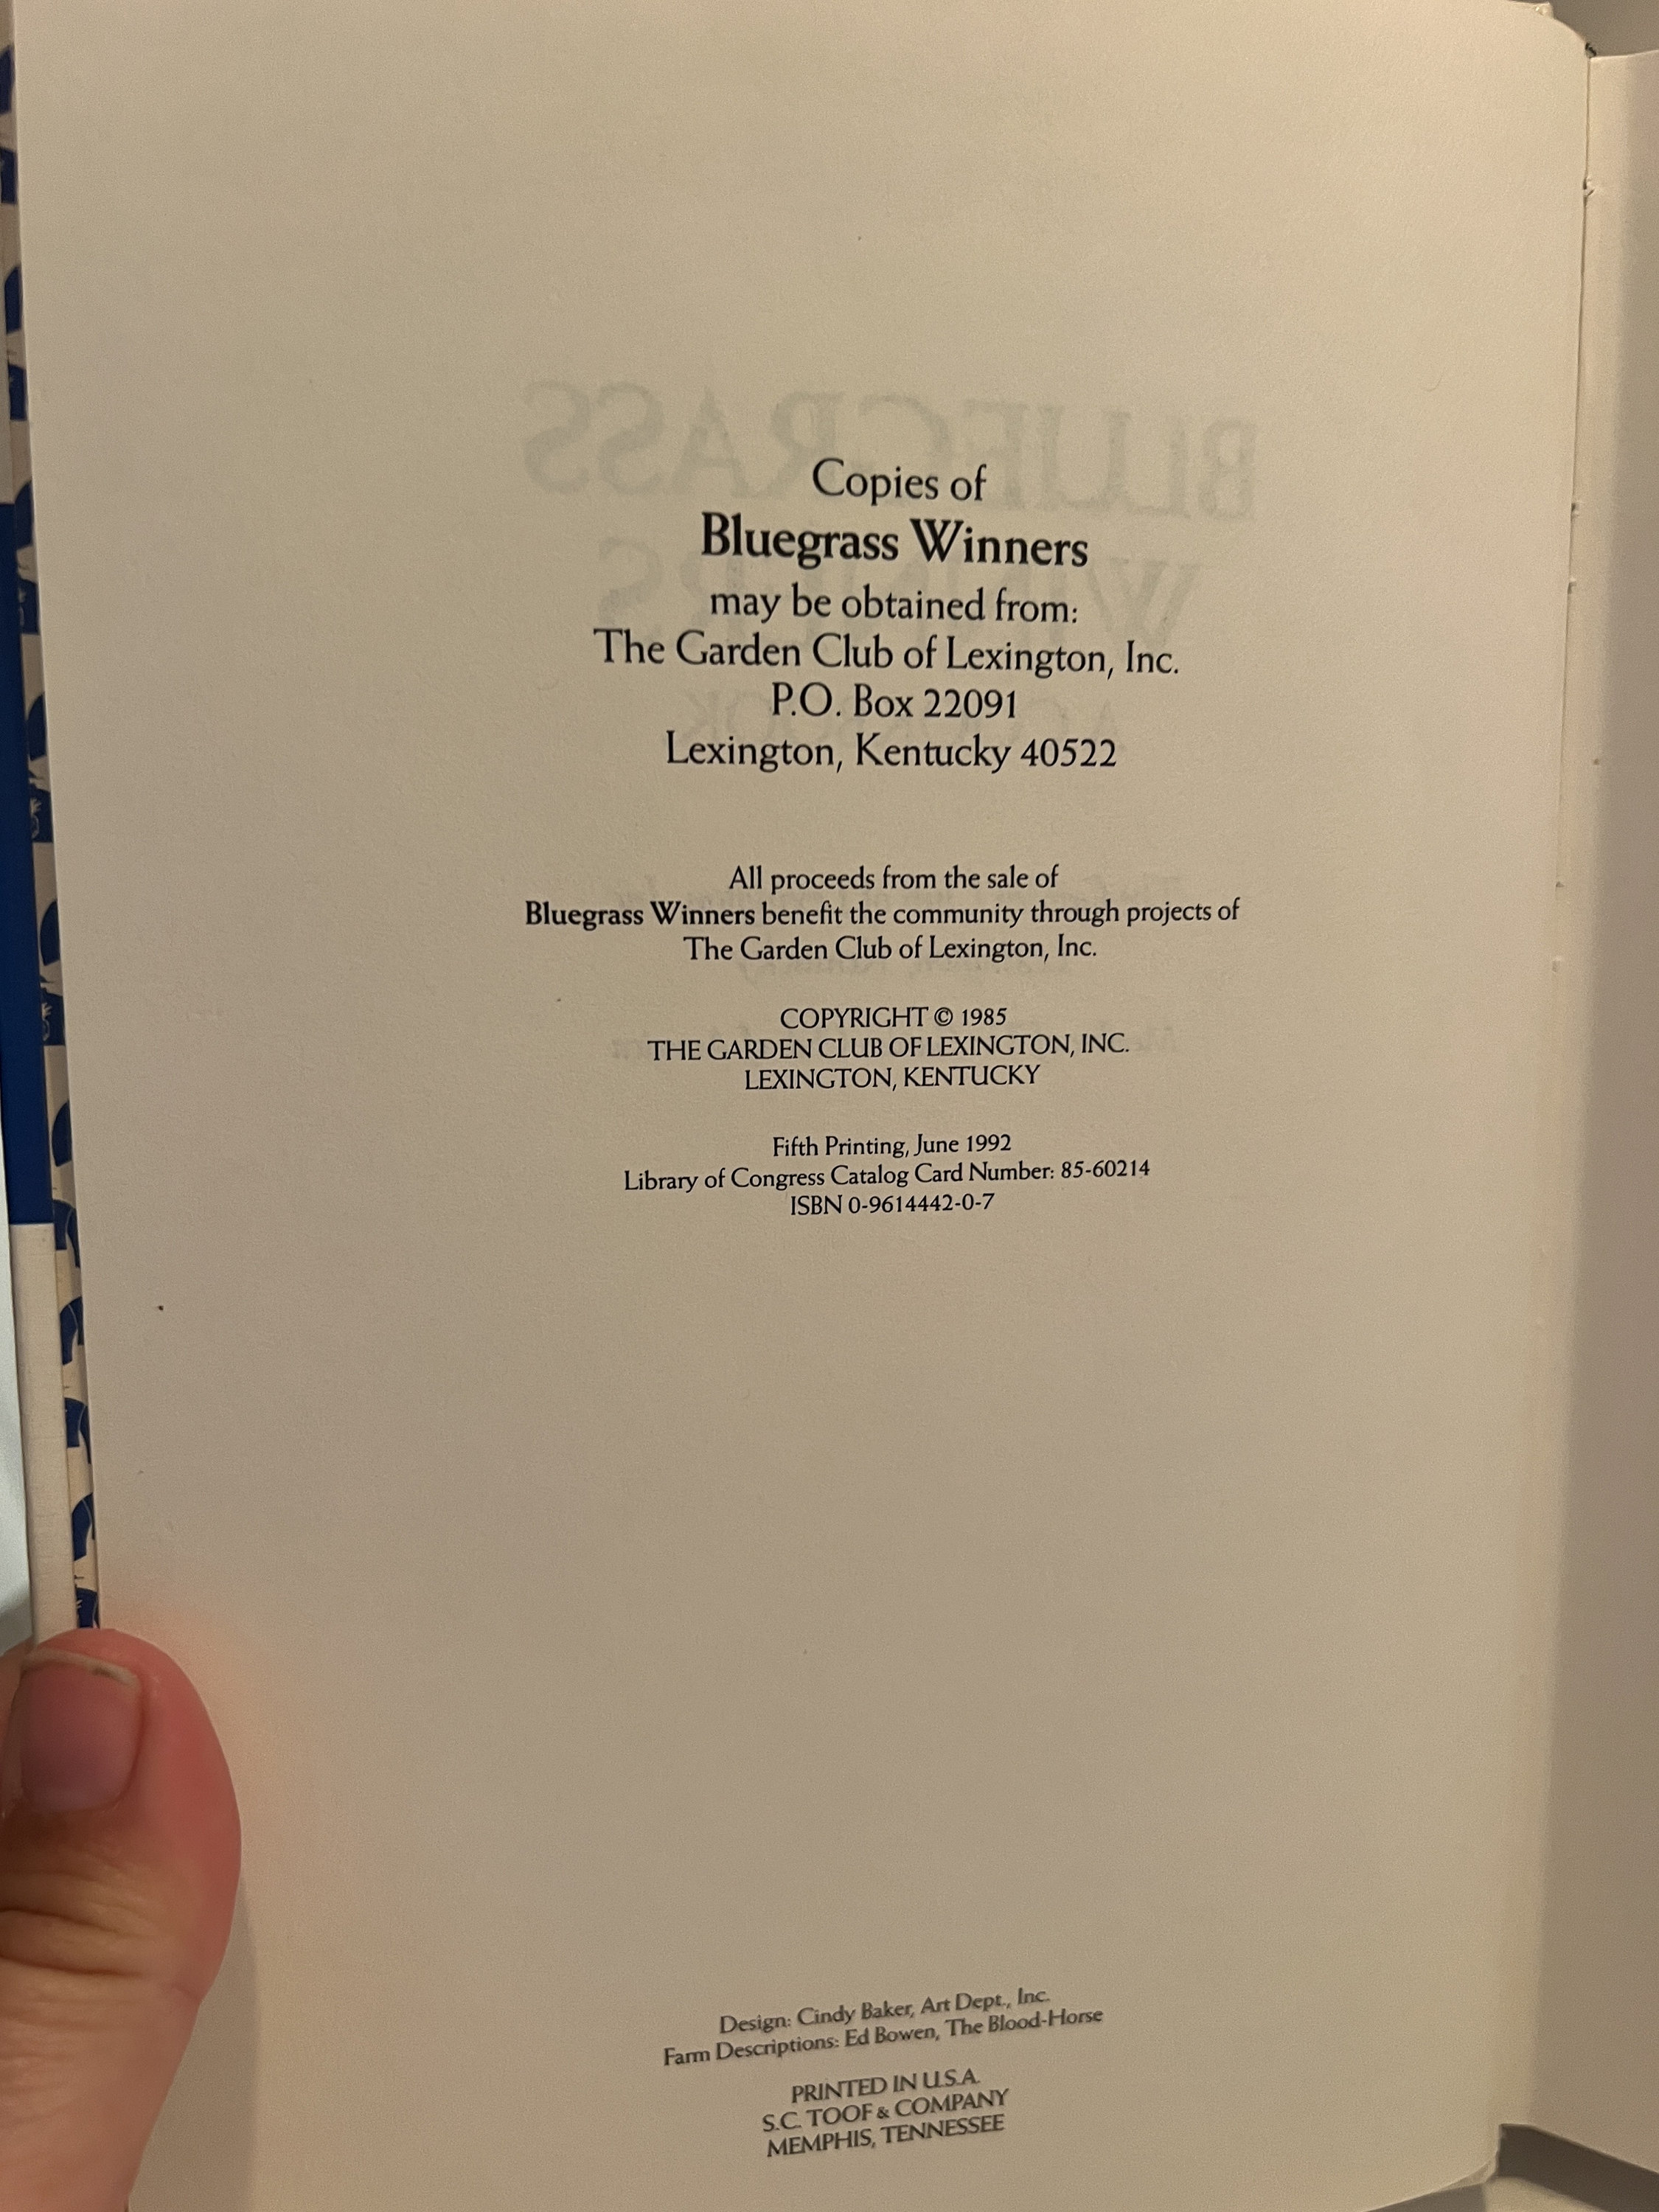 Copies of
Bluegrass Winners
may be obtained from:
The Garden Club of Lexington, Inc.
P.O. Box 22091
Lexington, Kentucky 40522
All proceeds from the sale of
Bluegrass Winners benefit the community through projects of
The Garden Club of Lexington, Inc.
COPYRIGHT © 1985
THE GARDEN CLUB OF LEXINGTON, INC.
LEXINGTON, KENTUCKY
Fifth Printing, June 1992
Library of Congress Catalog Card Number: 85-60214
ISBN 0-9614442-0-7
Design: Cindy Baker, Art Dept., Inc.
Farm Descriptions: Ed Bowen, The Blood-Horse
PRINTED IN U.S.A.
S.C. TOOF & COMPANY
MEMPHIS, TENNESSEE